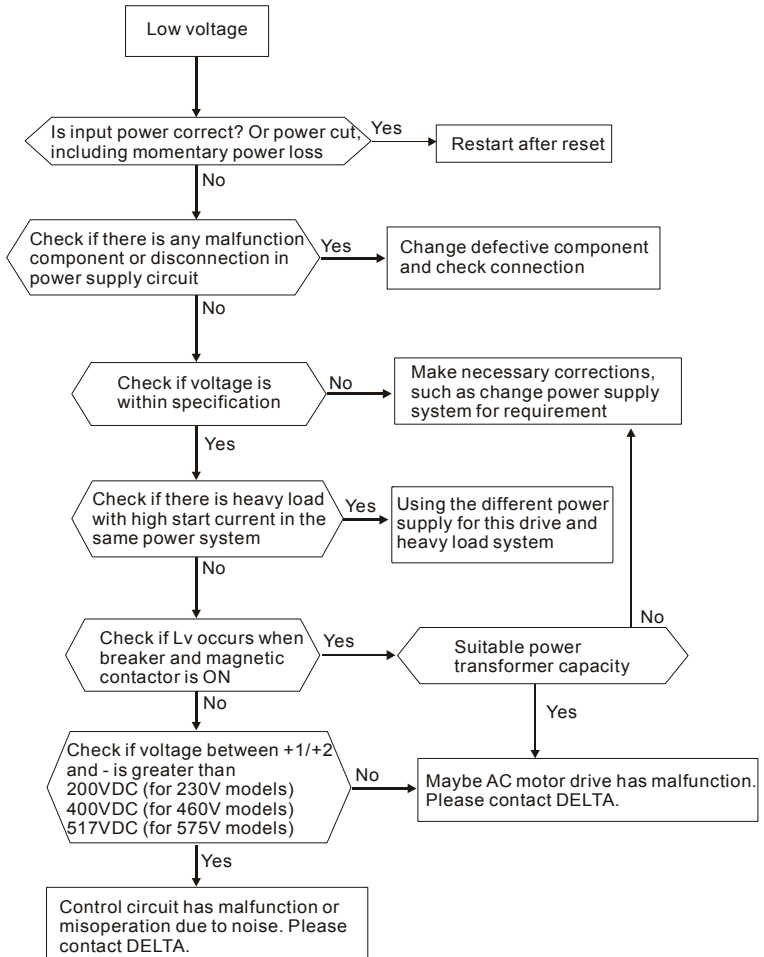 Low voltage
Is input power correct? Or power cut,
including momentary power loss
Yes
Restart after reset
No
Check if there is any malfunction
component or disconnection in
power supply circuit
Yes
Change defective component
and check connection
No
Check if voltage is
within specification
No
Make necessary corrections,
such as change power supply
system for requirement
Yes
Check if there is heavy load
with high start current in the
same power system
Yes
Using the different power
supply for this drive and
heavy load system
No
Check if Lv occurs when
breaker and magnetic
contactor is ON
Yes
Suitable power
transformer capacity
No
No
Yes
Check if voltage between +1/+2
and - is greater than
200VDC (for 230V models)
400VDC (for 460V models)
517VDC (for 575V models)
No
Maybe AC motor drive has malfunction.
Please contact DELTA.
Yes
Control circuit has malfunction or
misoperation due to noise. Please
contact DELTA.